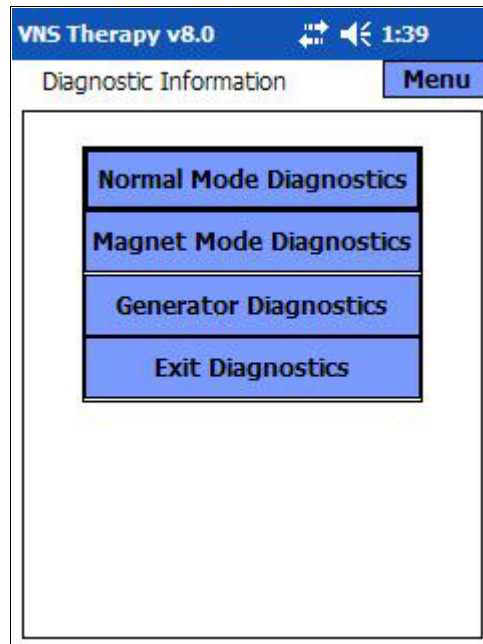 VNS Therapy v8.0 1:39
Diagnostic Information Menu
Normal Mode Diagnostics
Magnet Mode Diagnostics
Generator Diagnostics
Exit Diagnostics